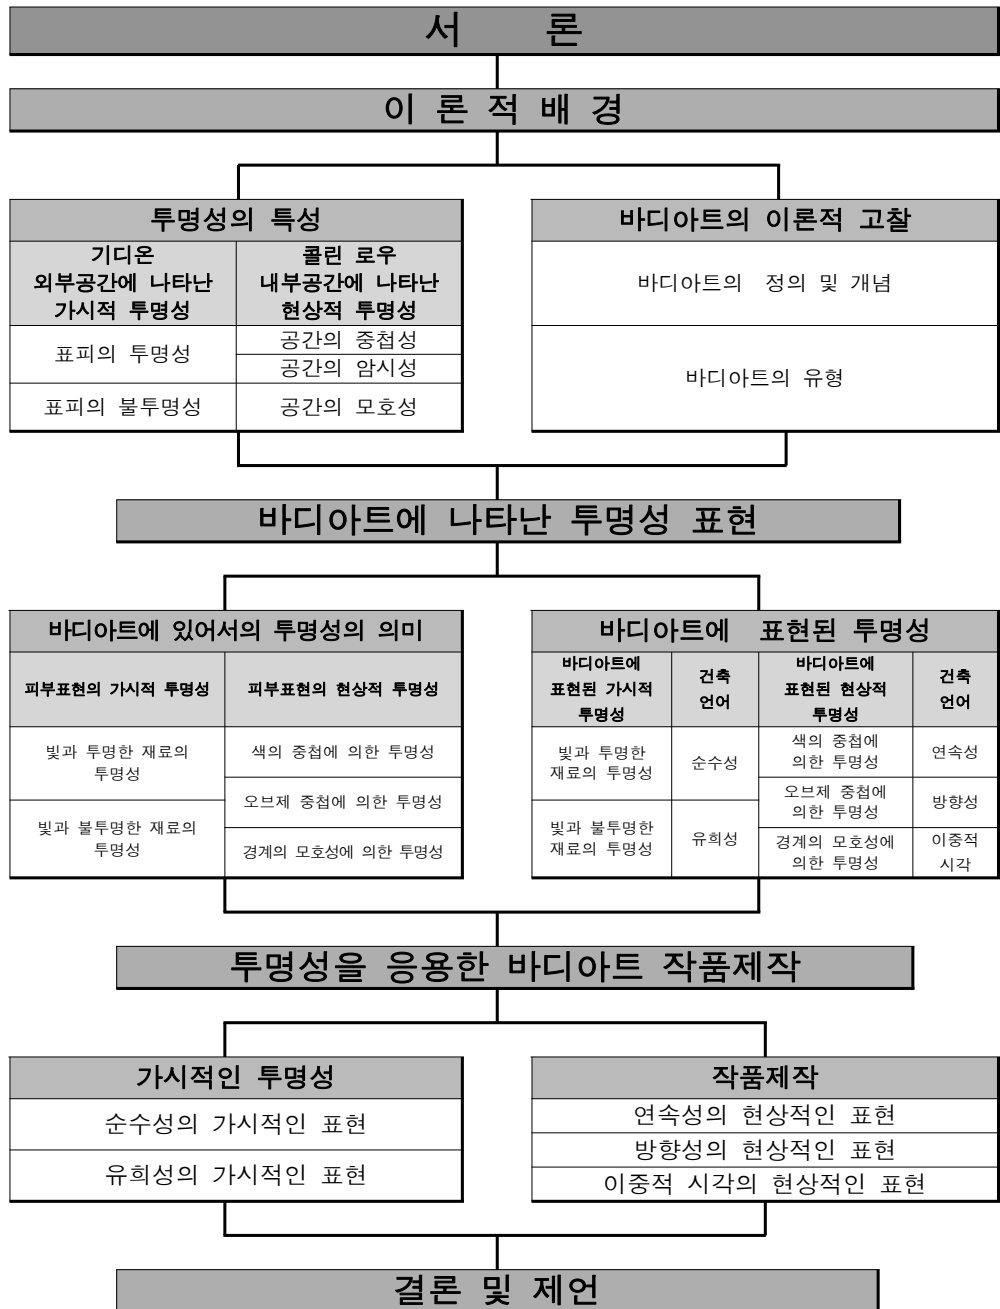 서 론
이 론 적 배 경
투명성의 특성
기디온
외부공간에 나타난
가시적 투명성
콜린 로우
내부공간에 나타난
현상적 투명성
표피의 투명성
공간의 중첩성
공간의 암시성
표피의 불투명성
공간의 모호성
바디아트의 이론적 고찰
바디아트의 정의 및 개념
바디아트의 유형
바디아트에 나타난 투명성 표현
바디아트에 있어서의 투명성의 의미
피부표현의 가시적 투명성
피부표현의 현상적 투명성
빛과 투명한 재료의
투명성
색의 중첩에 의한 투명성
오브제 중첩에 의한 투명성
빛과 불투명한 재료의
투명성
경계의 모호성에 의한 투명성
바디아트에 표현된 투명성
바디아트에
표현된 가시적
투명성
건축
언어
바디아트에
표현된 현상적
투명성
건축
언어
빛과 투명한
재료의 투명성
순수성
색의 중첩에
의한 투명성
연속성
오브제 중첩에
의한 투명성
방향성
빛과 불투명한
재료의 투명성
유희성
경계의 모호성에
의한 투명성
이중적
시각
투명성을 응용한 바디아트 작품제작
가시적인 투명성
순수성의 가시적인 표현
유희성의 가시적인 표현
작품제작
연속성의 현상적인 표현
방향성의 현상적인 표현
이중적 시각의 현상적인 표현
결론 및 제언